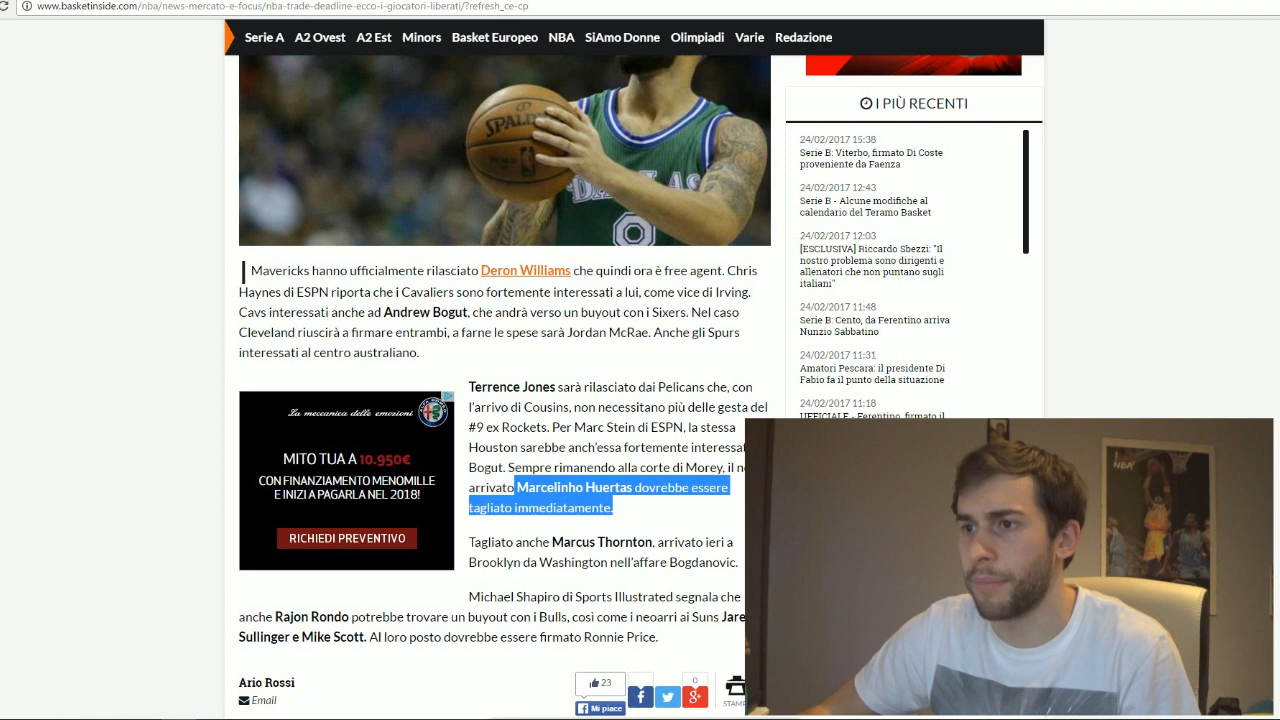 www.basketinside.com/nba/news-mercato-e-focus/nba-trade-deadline-ecco-i-giocatori-liberati/?refresh_ce-cp
Serie A A2 Ovest A2 Est Minors Basket Europeo NBA SiAmo Donne Olimpiadi Varie Redazione
SPALDING
DALLAS
8
I Mavericks hanno ufficialmente rilasciato Deron Williams che quindi ora è free agent. Chris
Haynes di ESPN riporta che i Cavaliers sono fortemente interessati a lui, come vice di Irving.
Cavs interessati anche ad Andrew Bogut, che andrà verso un buyout con i Sixers. Nel caso
Cleveland riuscirà a firmare entrambi, a farne le spese sarà Jordan McRae. Anche gli Spurs
interessati al centro australiano.
La meccanica delle emozioni
MITO TUA A 10.950€
CON FINANZIAMENTO MENOMILLE
E INIZI A PAGARLA NEL 2018!
RICHIEDI PREVENTIVO
Terrence Jones sarà rilasciato dai Pelicans che, con
l'arrivo di Cousins, non necessitano più delle gesta del
#9 ex Rockets. Per Marc Stein di ESPN, la stessa
Houston sarebbe anch'essa fortemente
Bogut. Sempre rimanendo alla corte di Morey, il
arrivato Marcelinho Huertas dovrebbe essere
tagliato immediatamente.
Tagliato anche Marcus Thornton, arrivato ieri a
Brooklyn da Washington nell'affare Bogdanovic.
Michael Shapiro di Sports Illustrated segnala che
anche Rajon Rondo potrebbe trovare un buyout con i Bulls, così come i neoarri ai Suns
Sullinger e Mike Scott. Al loro posto dovrebbe essere firmato Ronnie Price.
Ario Rossi
Email
23
Mi piace
0
I PIÙ RECENTI
24/02/2017 15:38
Serie B: Viterbo, firmato Di Coste
proveniente da Faenza
24/02/2017 12:43
Serie B - Alcune modifiche al
calendario del Teramo Basket
24/02/2017 12:03
[ESCLUSIVA] Riccardo Sbezzi: "Il
nostro problema sono dirigenti e
allenatori che non puntano sugli
italiani"
24/02/2017 11:48
Serie B: Cento, da Ferentino arriva
Nunzio Sabbatino
24/02/2017 11:31
Amatori Pescara: il presidente Di
Fabio fa il punto della situazione
24/02/2017 11:18
UFFICIALE - Ferentino, firmato il
NBA